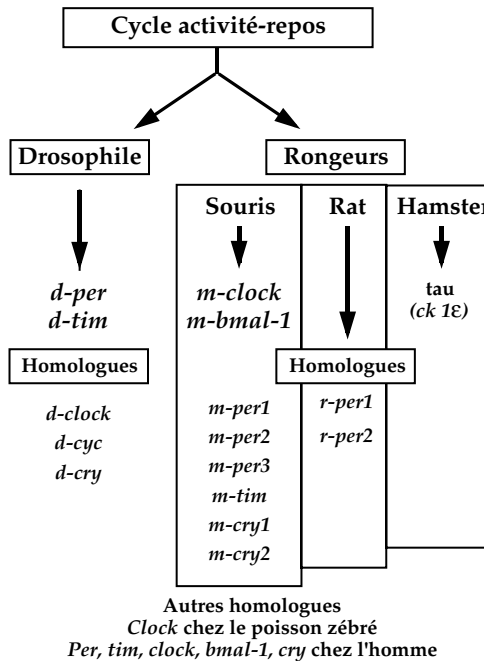 Cycle activité-repos
Drosophile
Rongeurs
d-per
d-tim
Homologues
d-clock
d-cyc
d-cry
Souris
m-clock
m-bmal-1
Rat
Hamster
tau
(ck 1ε)
Homologues
m-per1
m-per2
m-per3
m-tim
m-cry1
m-cry2
r-per1
r-per2
Autres homologues
Clock chez le poisson zébré
Per, tim, clock, bmal-1, cry chez l'homme